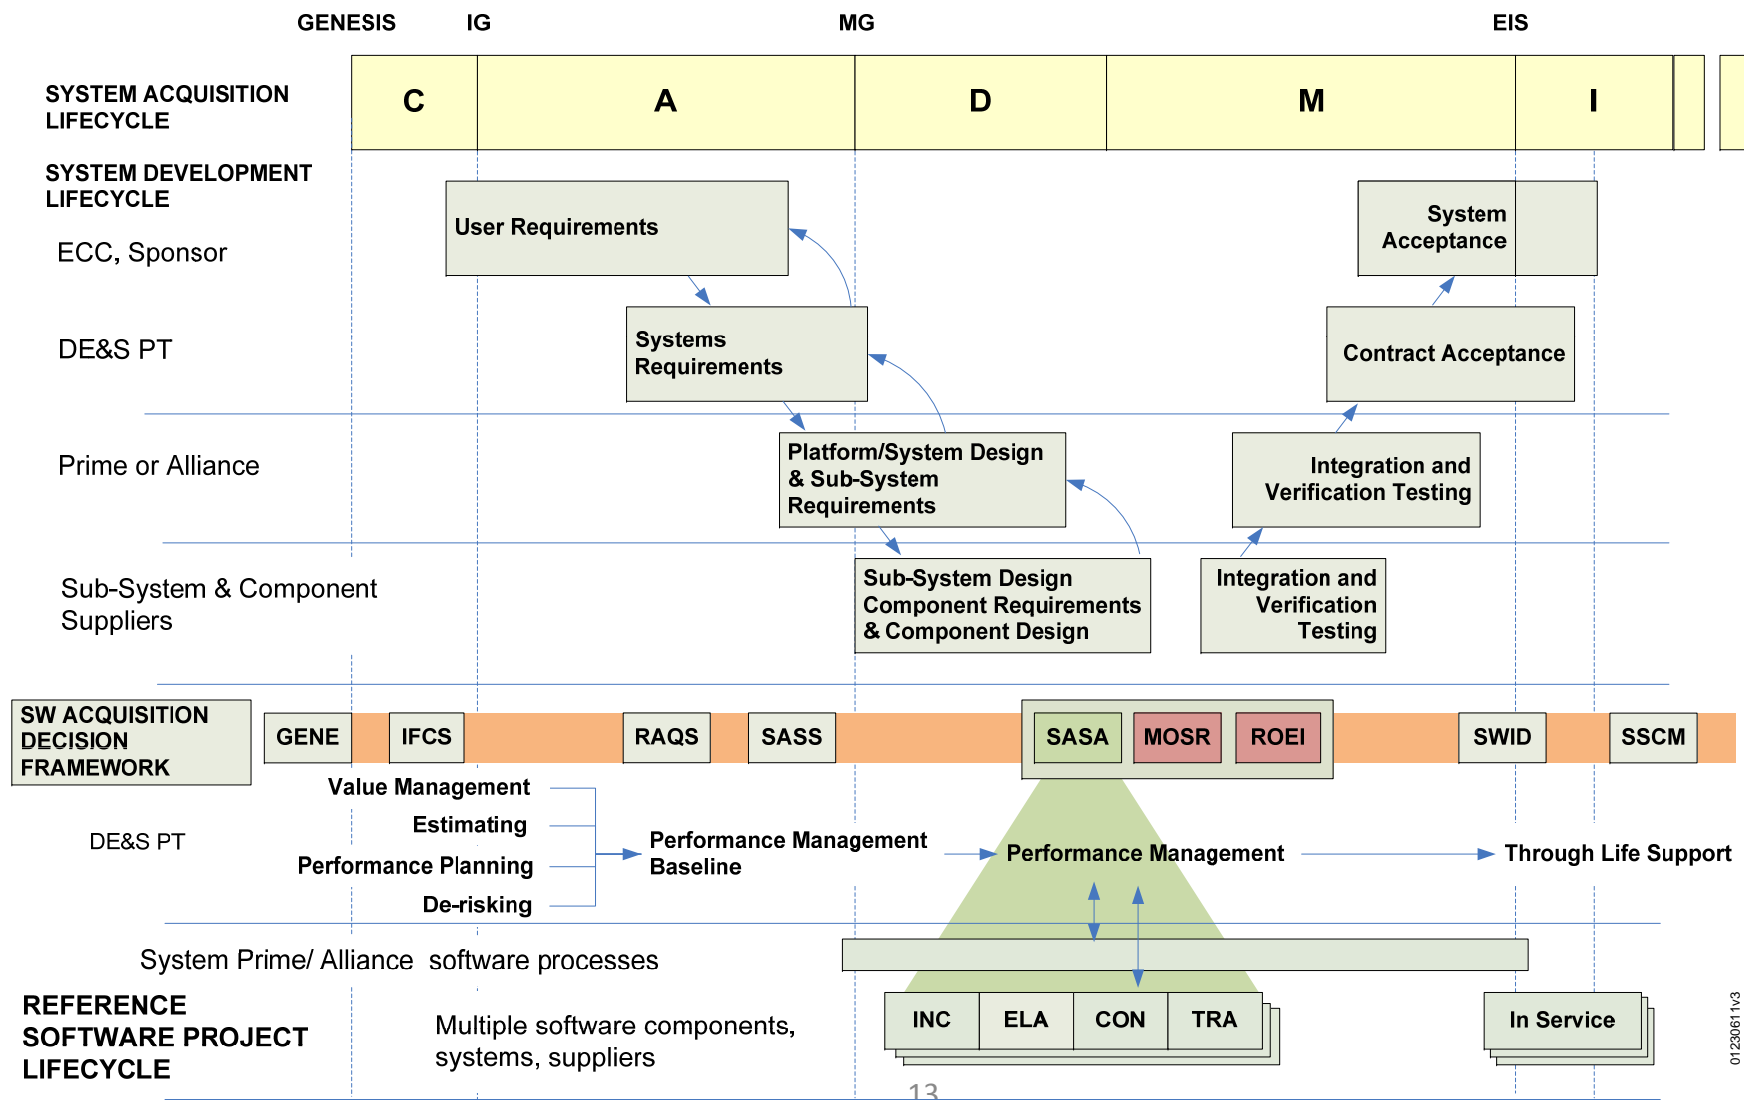 GENESIS IG MG EIS
SYSTEM ACQUISITION
LIFECYCLE
C A D M I
SYSTEM DEVELOPMENT
LIFECYCLE
ECC, Sponsor
User Requirements
System
Acceptance
DE&S PT
Systems
Requirements
Contract Acceptance
Prime or Alliance
Platform/System Design
& Sub-System
Requirements
Integration and
Verification Testing
Sub-System & Component
Suppliers
Sub-System Design
Component Requirements
& Component Design
Integration and
Verification
Testing
SW ACQUISITION
DECISION
FRAMEWORK
GENE IFCS RAQS SASS SASA MOSR ROEI SWID SSCM
DE&S PT
Value Management
Estimating
Performance Planning
De-risking
Performance Management
Baseline
Performance Management
Through Life Support
System Prime/ Alliance software processes
REFERENCE
SOFTWARE PROJECT
LIFECYCLE
Multiple software components,
systems, suppliers
INC ELA CON TRA
In Service
01230611v3
13